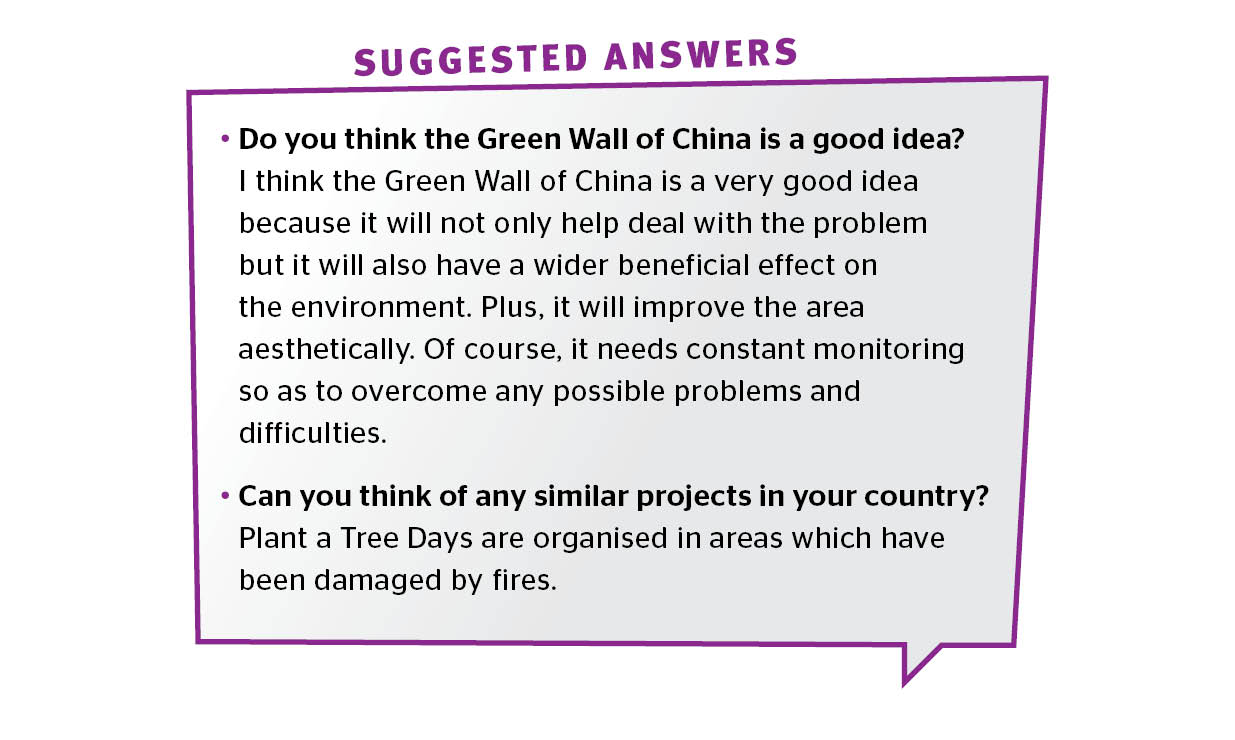 SUGGESTED ANSWERS
• Do you think the Green Wall of China is a good idea?
I think the Green Wall of China is a very good idea
because it will not only help deal with the problem
but it will also have a wider beneficial effect on
the environment. Plus, it will improve the area
aesthetically. Of course, it needs constant monitoring
so as to overcome any possible problems and
difficulties.
• Can you think of any similar projects in your country?
Plant a Tree Days are organised in areas which have
been damaged by fires.